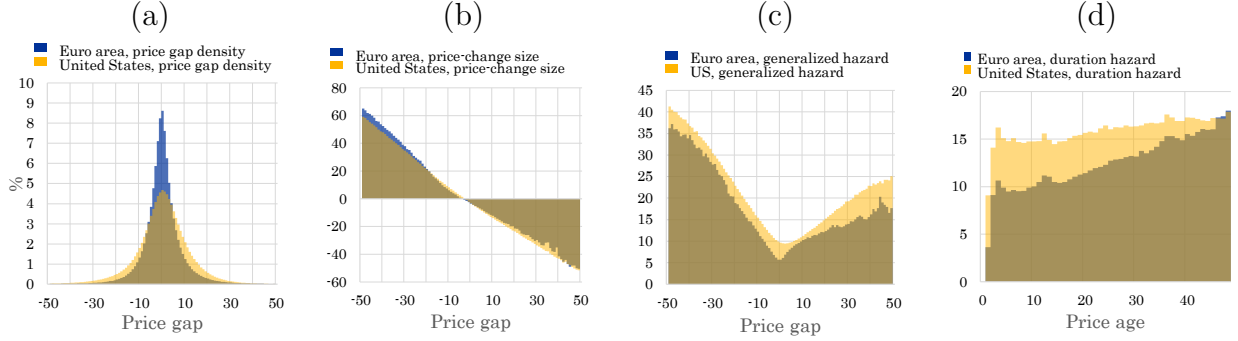 (a)
Euro area, price gap density
United States, price gap density
10
9
8
7
6
5
4
3
2
1
0
%
-50 -30 -10 10 30 50
Price gap
(b)
Euro area, price-change size
United States, price-change size
60
40
20
0
-20
-40
-60
-50 -30 -10 10 30 50
Price gap
(c)
Euro area, generalized hazard
US, generalized hazard
45
40
35
30
25
20
15
10
5
0
-50 -30 -10 10 30 50
Price gap
(d)
Euro area, duration hazard
United States, duration hazard
20
15
10
5
0
0 10 20 30 40
Price age